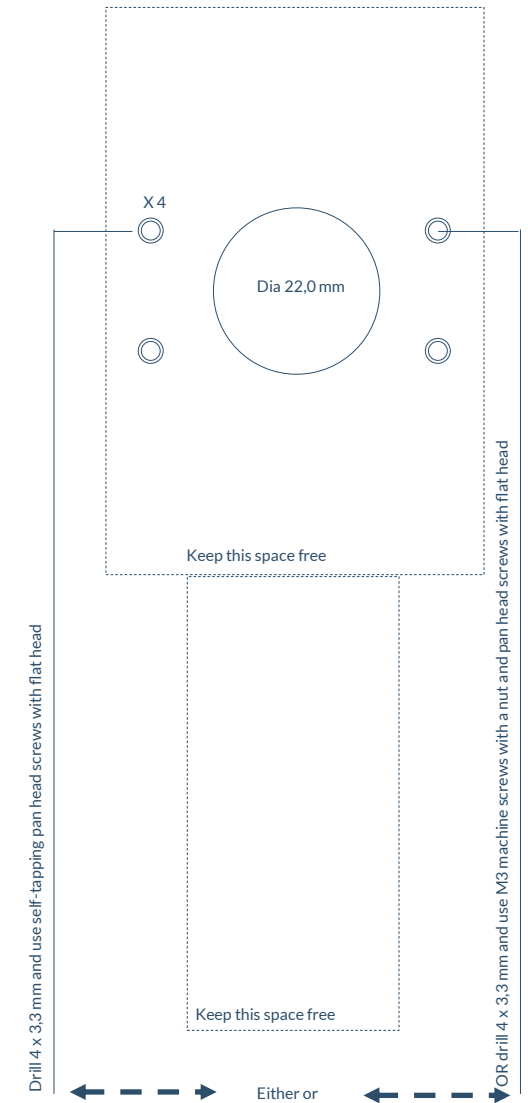 X 4
Dia 22,0 mm
Keep this space free
Drill 4 x 3,3 mm and use self-tapping pan head screws with flat head
OR drill 4 x 3,3 mm and use M3 machine screws with a nut and pan head screws with flat head
Keep this space free
Either or